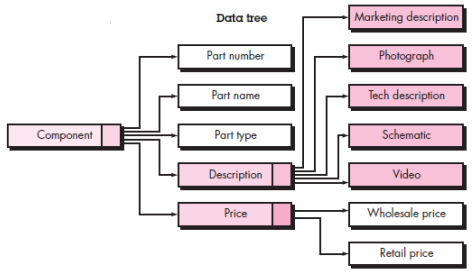 Data tree
Marketing description
Part number
Photograph
Part name
Tech description
Component
Part type
Schematic
Description
Video
Price
Wholesale price
Retail price